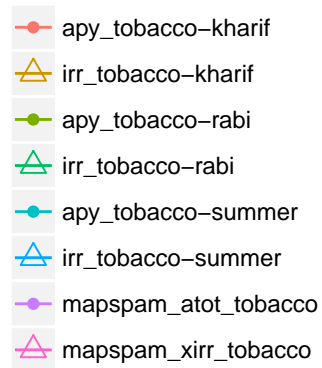 apy_tobacco−kharif
irr_tobacco−kharif
apy_tobacco−rabi
irr_tobacco−rabi
apy_tobacco−summer
irr_tobacco−summer
mapspam_atot_tobacco
mapspam_xirr_tobacco